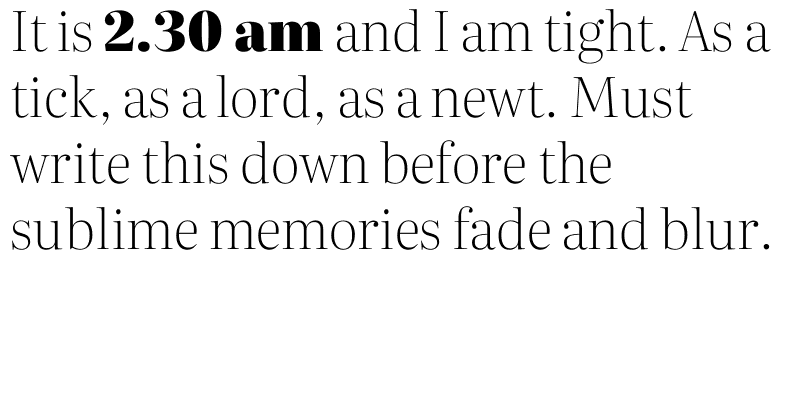 It is 2.30 am and I am tight. As a
tick, as a lord, as a newt. Must
write this down before the
sublime memories fade and blur.